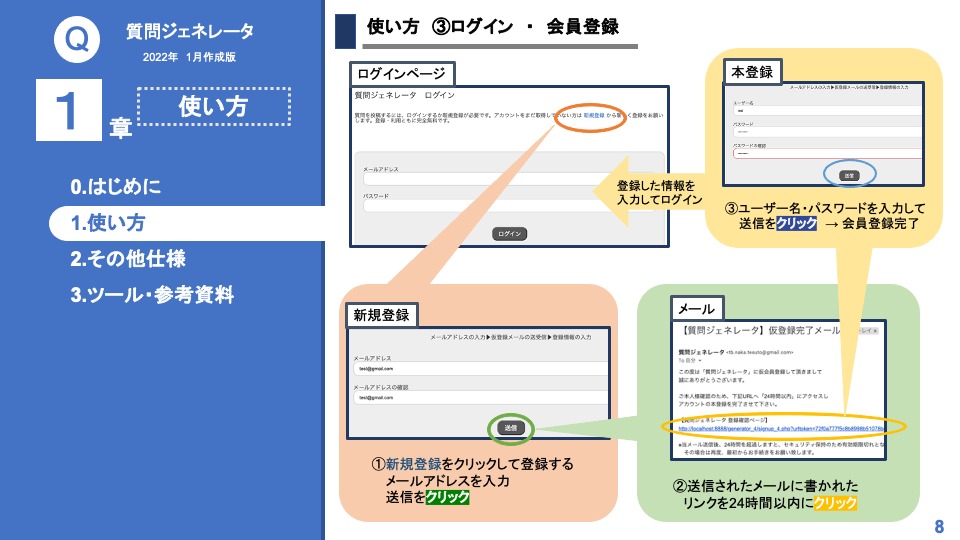 Q
質問ジェネレータ
2022年 1月作成版
1
章
使い方
0.はじめに
1.使い方
2.その他仕様
3.ツール・参考資料
使い方 ③ログイン ・ 会員登録
ログインページ
質問ジェネレータ ログイン
質問を投稿するには、ログインするか新規登録が必要です。アカウントをまだ取得していない方は 新規登録 から
く登録をお願い
します。登録・利用ともに完全無料です。
メールアドレス
パスワード
ログイン
登録した情報を
入力してログイン
本登録
メールアドレスの入力▶仮登録メールの送受信▶登録情報の入力
ユーザー名
パスワード
パスワードの確認
送信
③ユーザー名・パスワードを入力して
送信をクリック →会員登録完了
新規登録
メールアドレスの入力▶仮登録メールの送受信▶登録情報の入力
メールアドレス
test@gmail.com
メールアドレスの確認
test@gmail.com
送信
①新規登録をクリックして登録する
メールアドレスを入力
送信をクリック
メール
【質問ジェネレータ】仮登録完了メール
質問ジェネレータ <tb.naka.tesuto@gmail.com>
To 自分
この度は「質問ジェネレータ」に仮会員登録して頂きまして
誠にありがとうございます。
ご本人様確認のため、下記URLへ「24時間以内」にアクセスし
アカウントの本登録を完了させて下さい。
【質問ジェネレータ 登録確認ページ】
http://localhost:8888/generator_4/signup_4.php?urltoken=72f0a777f5c8b8988b51078b
※当メール送信後、24時間を超過しますと、セキュリティ保持のため有効期限切れとな
その場合は再度、最初からお手続きをお願い致します。
②送信されたメールに書かれた
リンクを24時間以内にクリック
8